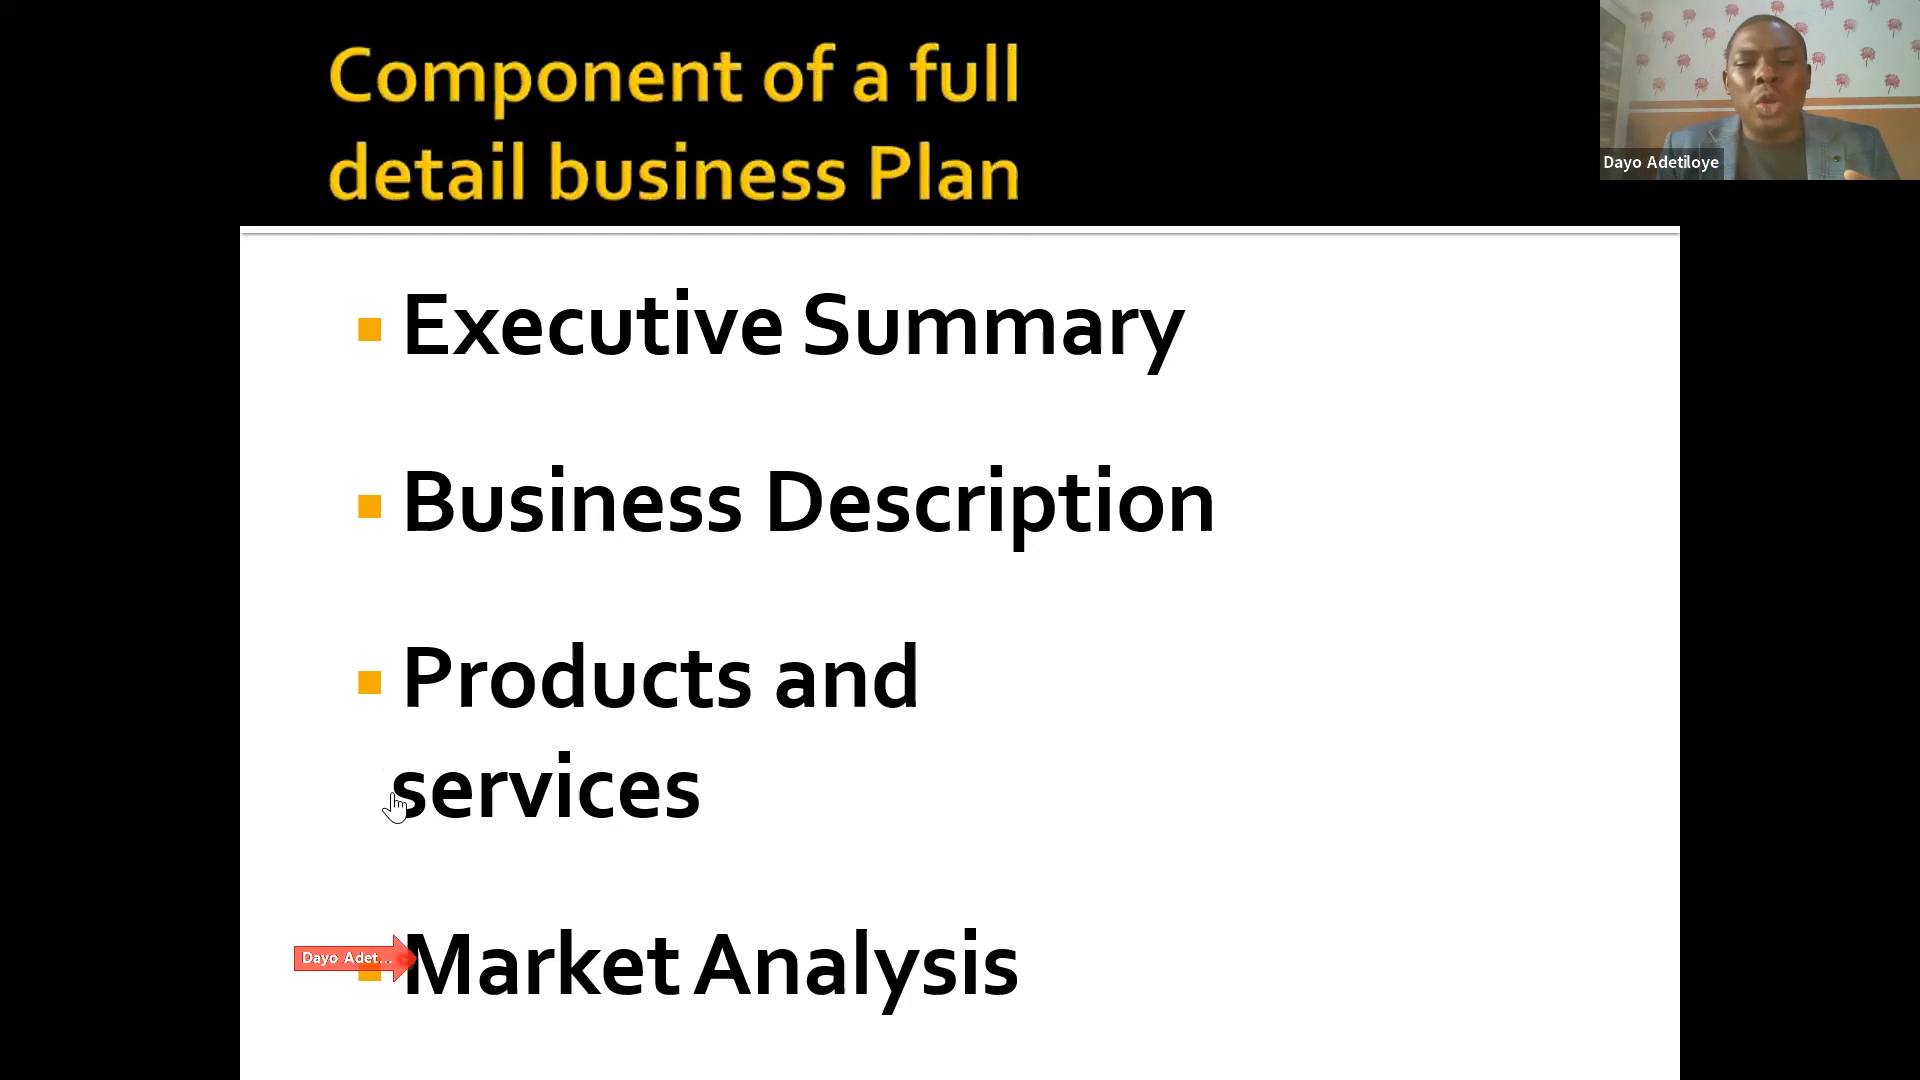 Component of a full
detail business Plan
Dayo Adetiloye
Executive Summary
Business Description
Products and
services
Dayo Adet...
Market Analysis